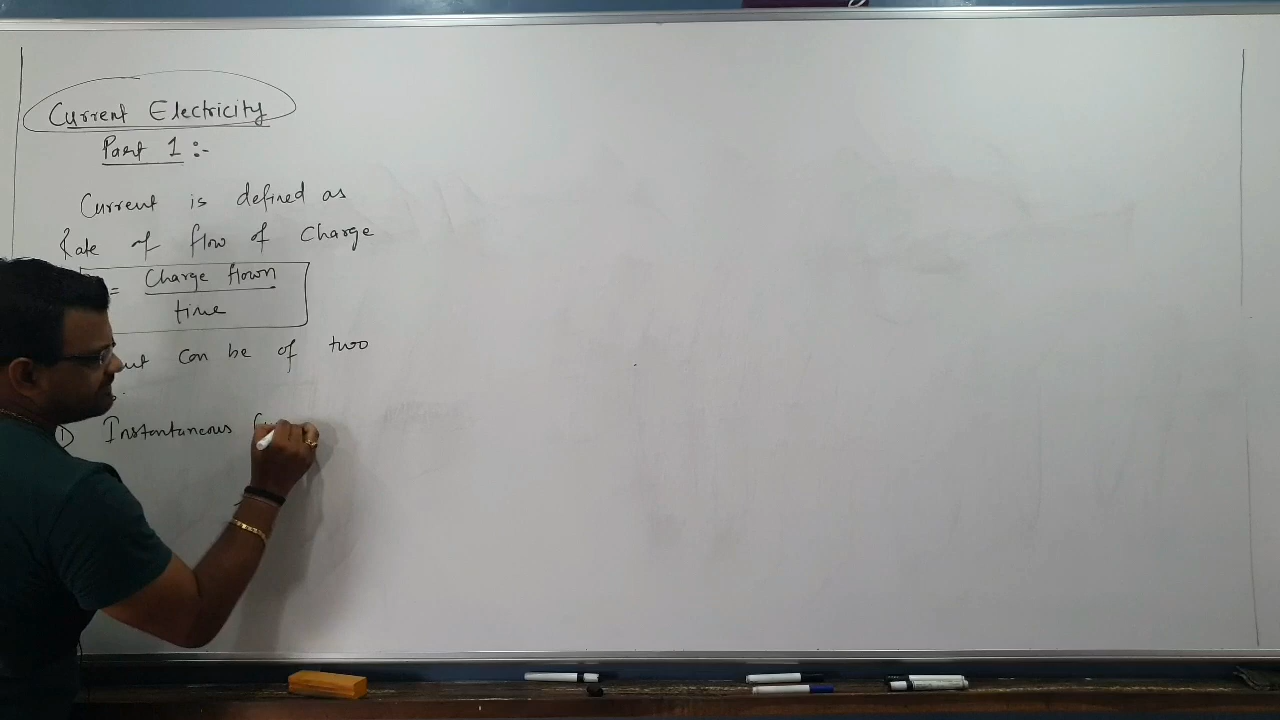 Current Electricity
Part 1 :-
Current is defined as
Rate of flow of Charge
= Charge flown
time
can be of two
① Instantaneous